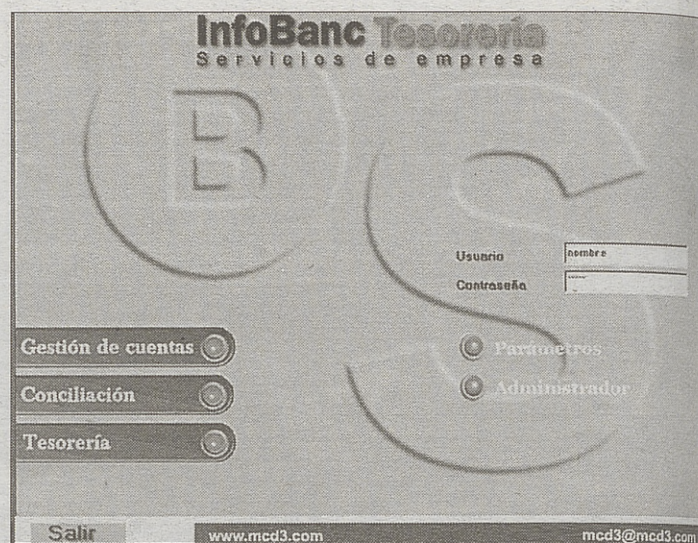 InfoBanc Tesorería
Servicios de empresa
B
S
Usuario nombre
Contraseña
Gestión de cuentas
Parámetros
Conciliación
Administrador
Tesorería
Salir
www.mcd3.com
mcd3@mcd3.com